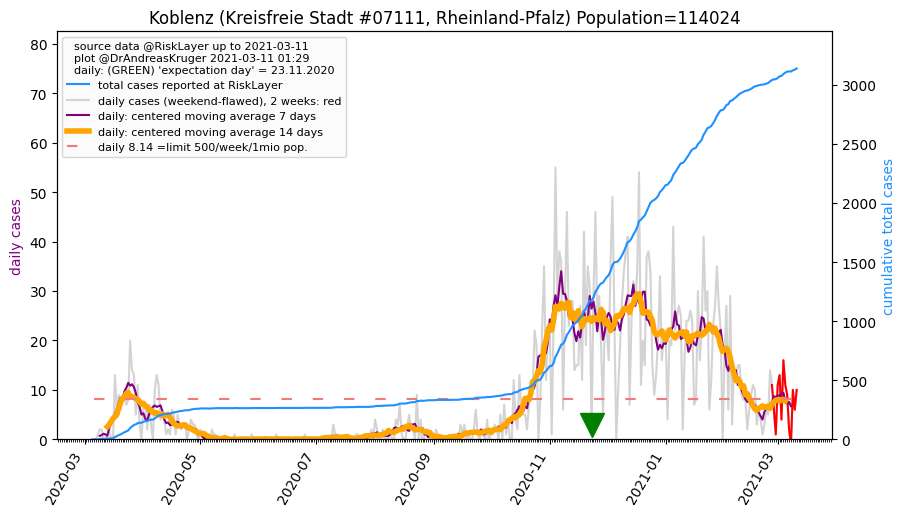 Koblenz (Kreisfreie Stadt #07111, Rheinland-Pfalz) Population=114024
source data @RiskLayer up to 2021-03-11
plot @DrAndreasKruger 2021-03-11 01:29
daily: (GREEN) 'expectation day' = 23.11.2020
total cases reported at RiskLayer
daily cases (weekend-flawed), 2 weeks: red
daily: centered moving average 7 days
daily: centered moving average 14 days
daily 8.14 =limit 500/week/1mio pop.
daily cases
80
70
60
50
40
30
20
10
0
cumulative total cases
3000
2500
2000
1500
1000
500
0
2020-03
2020-05
2020-07
2020-09
2020-11
2021-01
2021-03